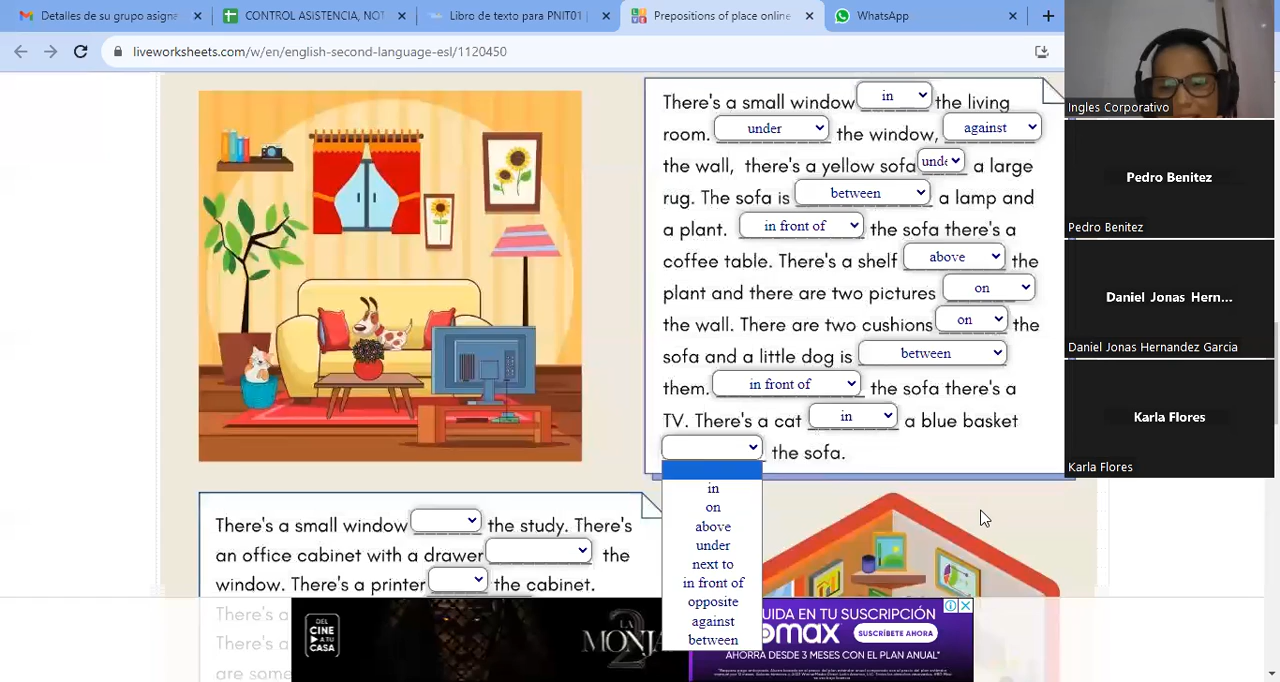 Detalles de su grupo asigna
CONTROL ASISTENCIA, NOT
Libro de texto para PNIT01 |
Prepositions of place online
WhatsApp
liveworksheets.com/w/en/english-second-language-esl/1120450
There's a small window in the living
room. under the window, against
the wall, there's a yellow sofa unde a large
rug. The sofa is between a lamp and
a plant. in front of the sofa there's a
coffee table. There's a shelf above the
plant and there are two pictures on
the wall. There are two cushions on the
sofa and a little dog is between
them. in front of the sofa there's a
TV. There's a cat in a blue basket
the sofa.
in
on
above
under
next to
in front of
opposite
against
between
There's a small window the study. There's
an office cabinet with a drawer the
window. There's a printer the cabinet.
There's a
There's a
he some
DEL
CINE
A TU
CASA
LA
MONJA
2
UIDA EN TU SUSCRIPCIÓN
omax
SUSCRÍBETE AHORA
AHORRA DESDE 3 MESES CON EL PLAN ANUAL*
Ingles Corporativo
Pedro Benitez
Pedro Benitez
Daniel Jonas Hern...
Daniel Jonas Hernandez Garcia
Karla Flores
Karla Flores